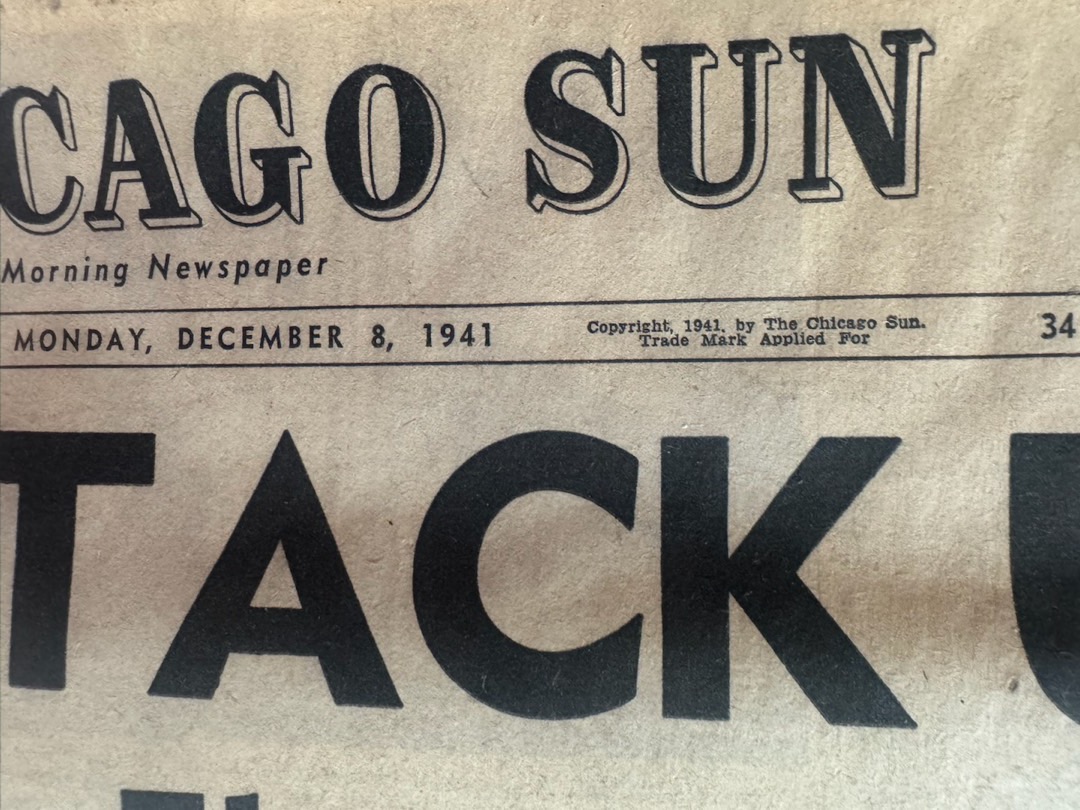 CAGO SUN
Morning Newspaper
MONDAY, DECEMBER 8, 1941 Copyright, 1941, by The Chicago Sun. 34
Trade Mark Applied For
TACK